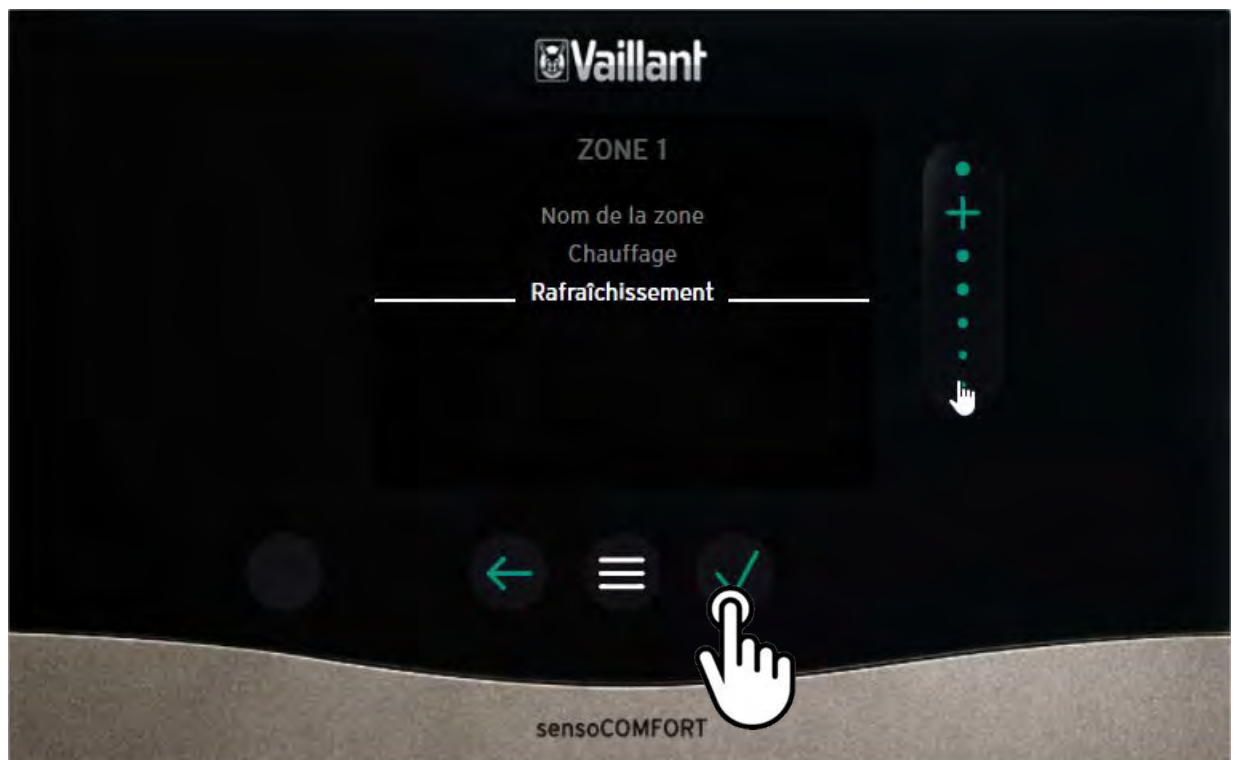 Vaillant
ZONE 1
Nom de la zone
Chauffage
Rafraîchissement
sensoCOMFORT